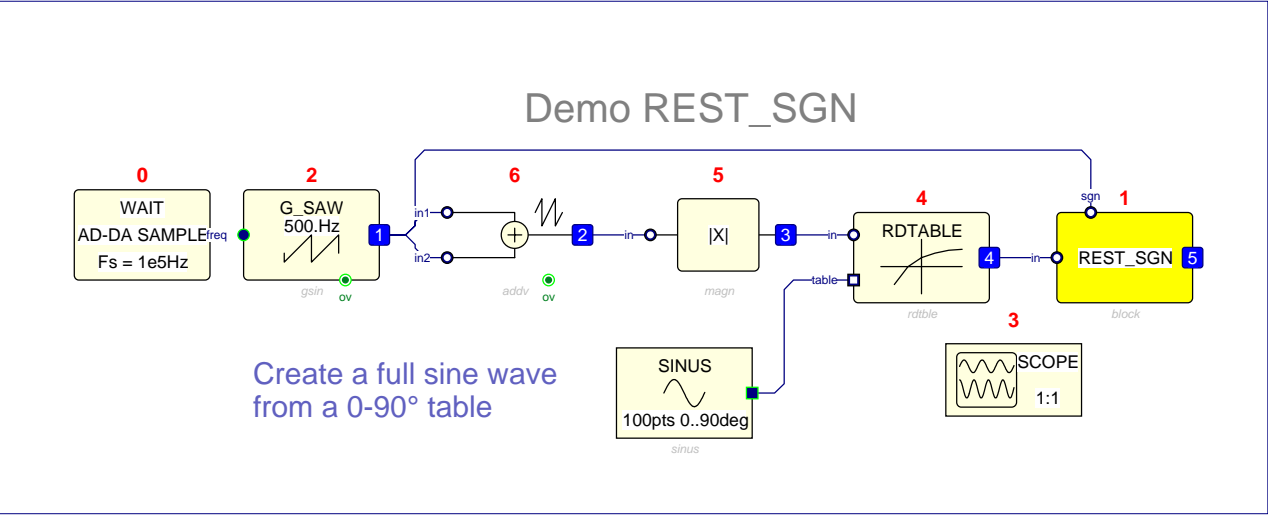 Demo REST_SGN
0
WAIT
AD-DA SAMPLE
Fs = 1e5Hz
2
freq
G_SAW
500.Hz
1
ov
gsin
6
in1
in2
2
ov
addv
5
in
|X|
3
magn
4
in
table
RDTABLE
4
rdtble
1
sgn
in
REST_SGN
5
block
Create a full sine wave
from a 0-90° table
SINUS
100pts 0..90deg
sinus
3
SCOPE
1:1